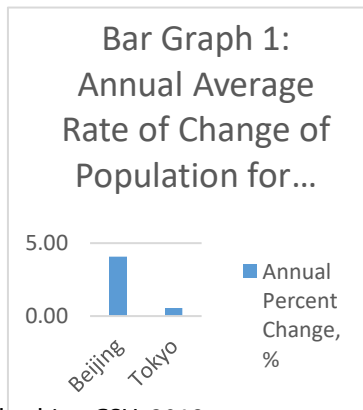 Bar Graph 1:
Annual Average
Rate of Change of
Population for...
5.00
0.00
Beijing
Tokyo
Annual
Percent
Change,
%